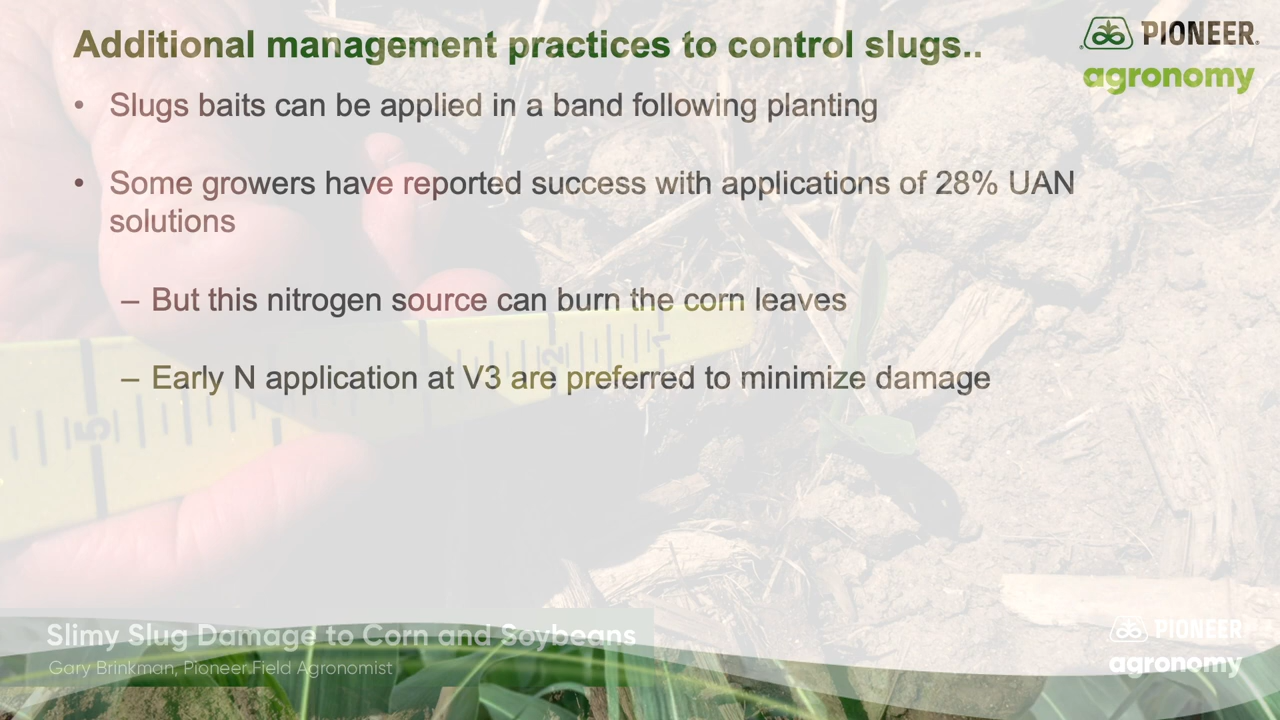 Additional management practices to control slugs..
PIONEER.
agronomy
• Slugs baits can be applied in a band following planting
• Some growers have reported success with applications of 28% UAN
solutions
– But this nitrogen source can burn the corn leaves
– Early N application at V3 are preferred to minimize damage
1
2
5
Slimy Slug Damage to Corn and Soybeans
Gary Brinkman, Pioneer Field Agronomist
PIONEER
agronomy